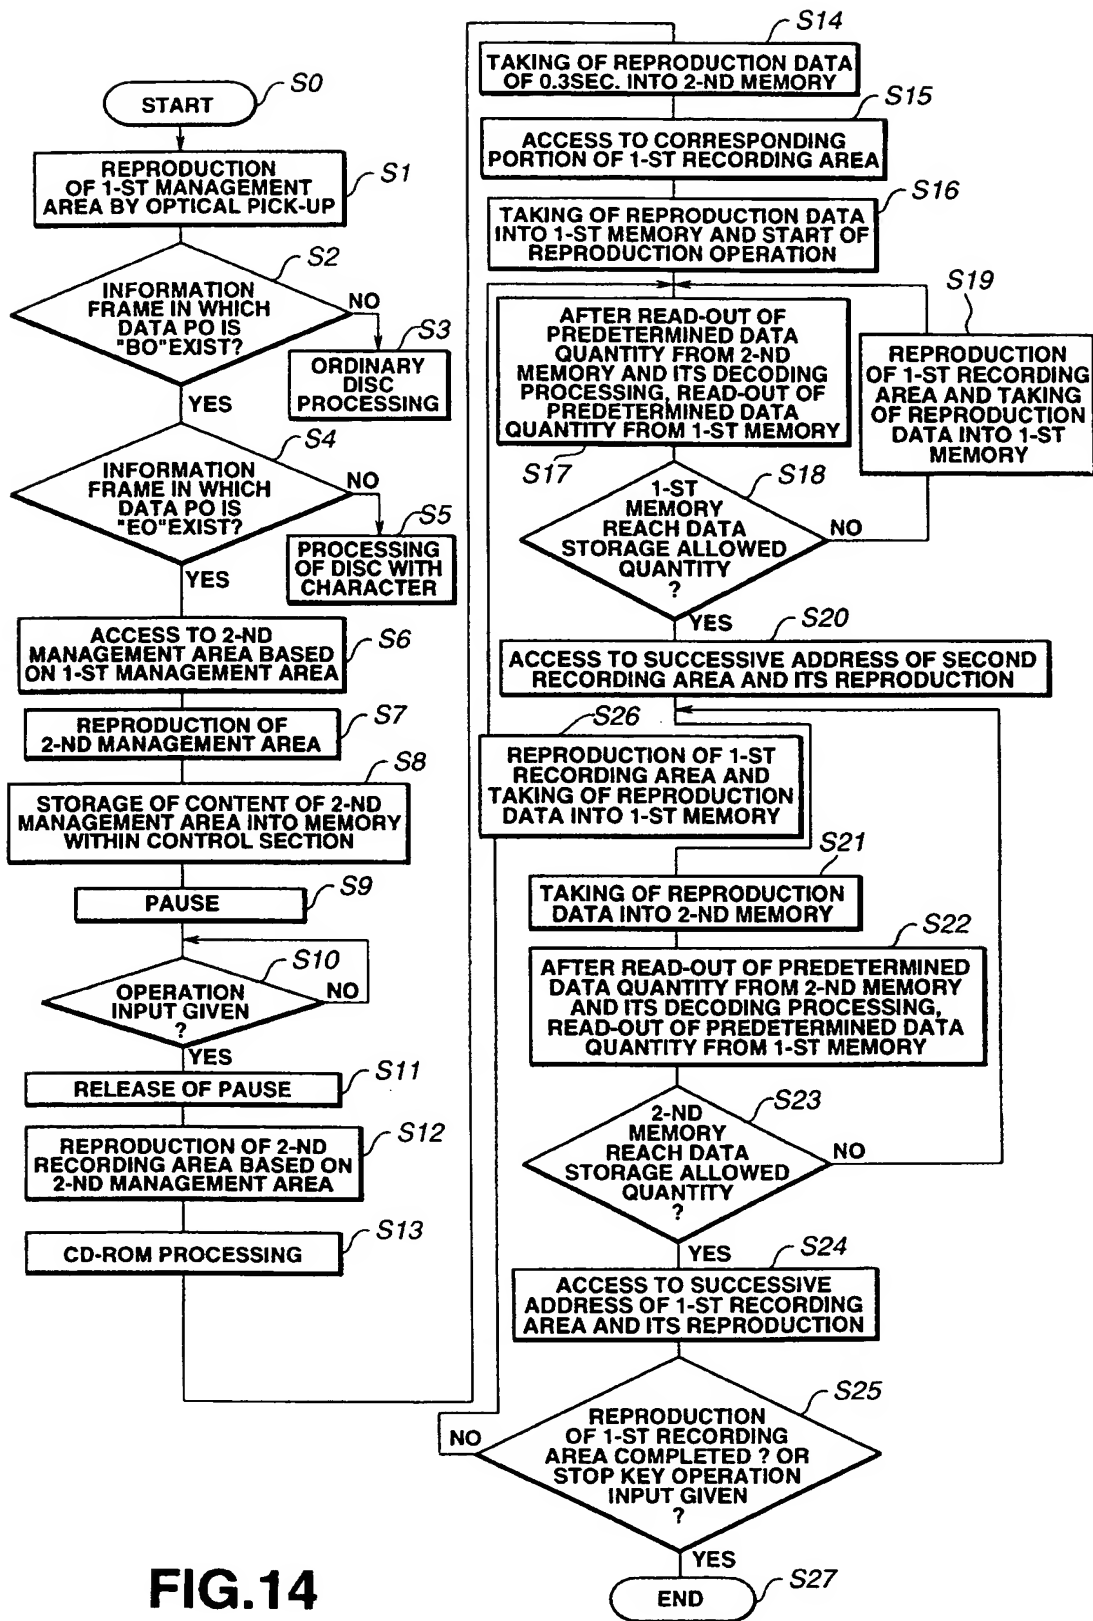 START
S0
REPRODUCTION
OF 1-ST MANAGEMENT
AREA BY OPTICAL PICK-UP
S1
INFORMATION
FRAME IN WHICH
DATA PO IS
"BO"EXIST?
S2
NO
S3
ORDINARY
DISC
PROCESSING
YES
INFORMATION
FRAME IN WHICH
DATA PO IS
"EO"EXIST?
S4
NO
S5
PROCESSING
OF DISC WITH
CHARACTER
YES
ACCESS TO 2-ND
MANAGEMENT AREA BASED
ON 1-ST MANAGEMENT AREA
S6
REPRODUCTION OF
2-ND MANAGEMENT AREA
S7
S8
STORAGE OF CONTENT OF 2-ND
MANAGEMENT AREA INTO MEMORY
WITHIN CONTROL SECTION
PAUSE
S9
S10
OPERATION
INPUT GIVEN
?
NO
YES
RELEASE OF PAUSE
S11
REPRODUCTION OF 2-ND
RECORDING AREA BASED ON
2-ND MANAGEMENT AREA
S12
CD-ROM PROCESSING
S13
S14
TAKING OF REPRODUCTION DATA
OF 0.3SEC. INTO 2-ND MEMORY
S15
ACCESS TO CORRESPONDING
PORTION OF 1-ST RECORDING AREA
S16
TAKING OF REPRODUCTION DATA
INTO 1-ST MEMORY AND START OF
REPRODUCTION OPERATION
AFTER READ-OUT OF
PREDETERMINED DATA
QUANTITY FROM 2-ND
MEMORY AND ITS DECODING
PROCESSING, READ-OUT OF
PREDETERMINED DATA
QUANTITY FROM 1-ST MEMORY
S17
S19
REPRODUCTION
OF 1-ST RECORDING
AREA AND TAKING
OF REPRODUCTION
DATA INTO 1-ST
MEMORY
S18
1-ST
MEMORY
REACH DATA
STORAGE ALLOWED
QUANTITY
?
NO
YES
S20
ACCESS TO SUCCESSIVE ADDRESS OF SECOND
RECORDING AREA AND ITS REPRODUCTION
S26
REPRODUCTION OF 1-ST
RECORDING AREA AND
TAKING OF REPRODUCTION
DATA INTO 1-ST MEMORY
S21
TAKING OF REPRODUCTION
DATA INTO 2-ND MEMORY
S22
AFTER READ-OUT OF PREDETERMINED
DATA QUANTITY FROM 2-ND MEMORY
AND ITS DECODING PROCESSING,
READ-OUT OF PREDETERMINED DATA
QUANTITY FROM 1-ST MEMORY
S23
2-ND
MEMORY
REACH DATA
STORAGE ALLOWED
QUANTITY
?
NO
YES
S24
ACCESS TO SUCCESSIVE
ADDRESS OF 1-ST RECORDING
AREA AND ITS REPRODUCTION
S25
REPRODUCTION
OF 1-ST RECORDING
AREA COMPLETED ? OR
STOP KEY OPERATION
INPUT GIVEN
?
NO
YES
END
S27
FIG.14